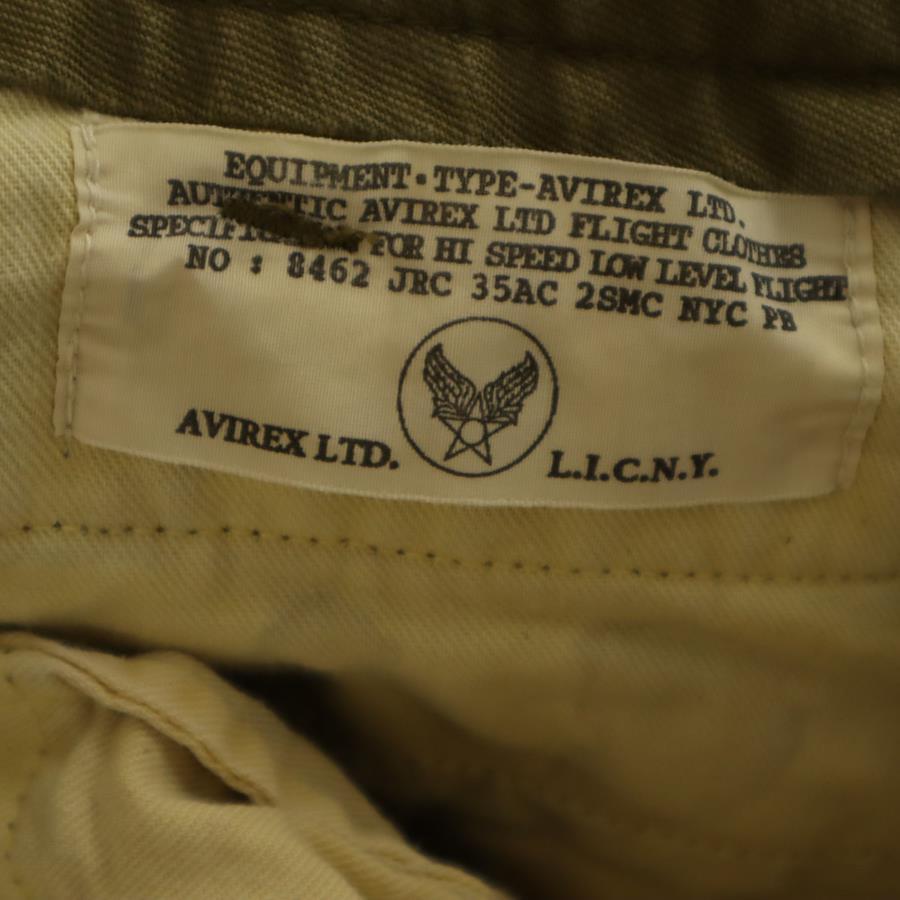 EQUIPMENT・TYPE-AVIREX LTD.
AUTHENTIC AVIREX LTD FLIGHT CLOTHES
FOR HI SPEED LOW LEVEL FLIGHT
NO : 8462 JRC 35AC 2SMC NYC PB
AVIREX LTD.
L.I.C.N.Y.